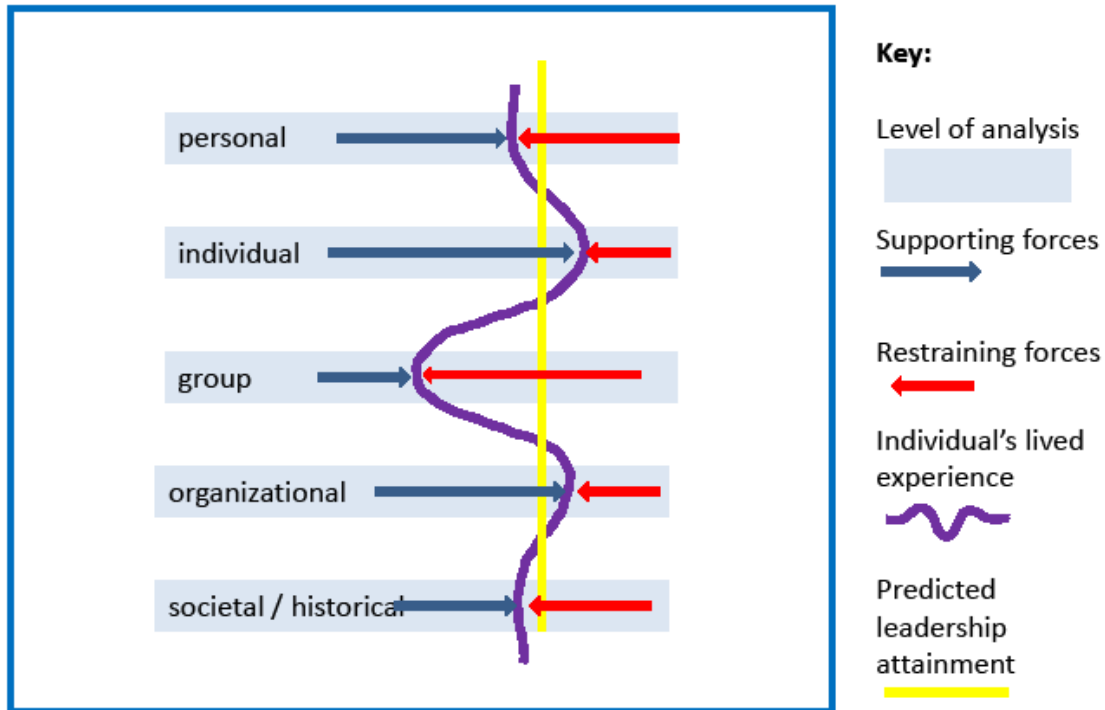 personal
individual
group
organizational
societal / historical
Key:
Level of analysis
Supporting forces
Restraining forces
Individual’s lived
experience
Predicted
leadership
attainment